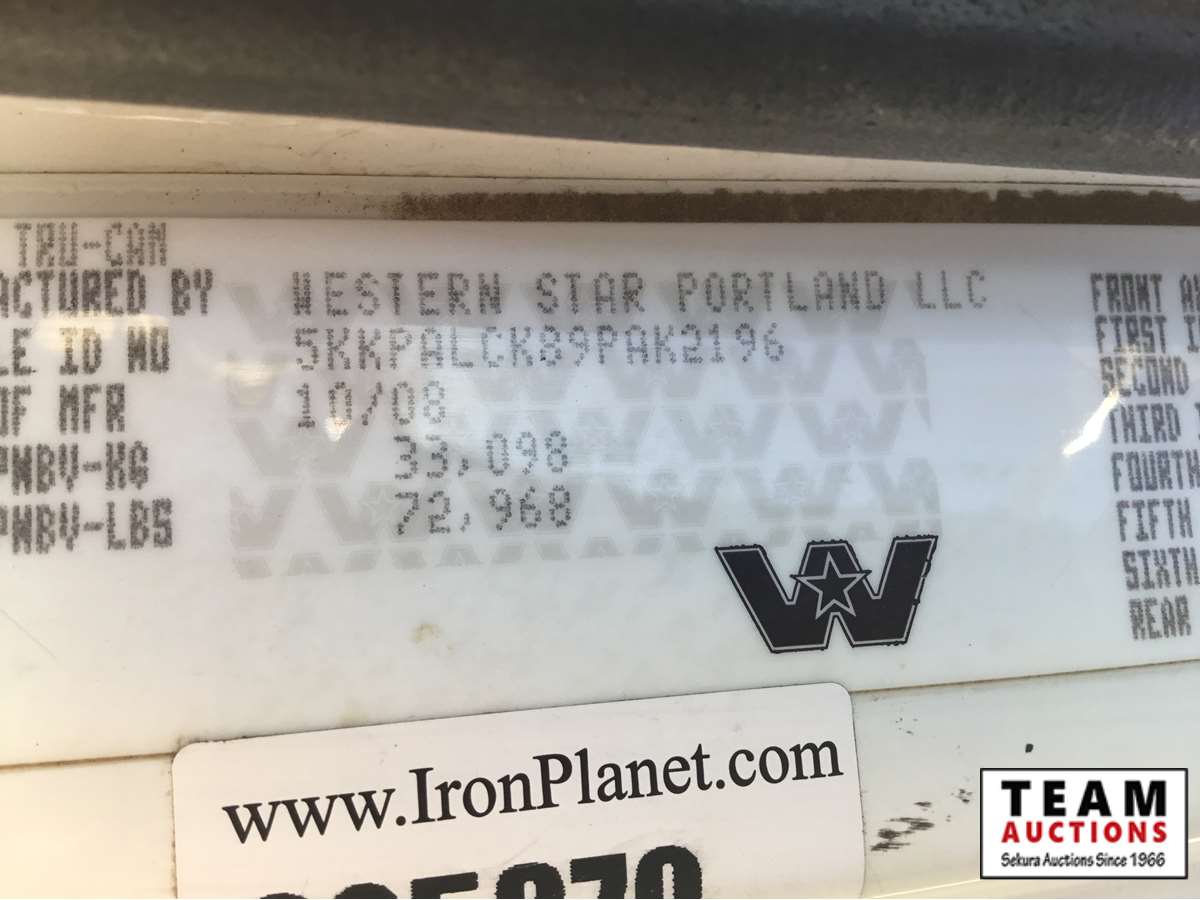 TRU-CAN
ACTURED BY WESTERN STAR PORTLAND LLC
LE ID NO 5KKPALCK89PAK2196
OF MFR 10/08
PNBV-KG 33,098
PNBV-LBS 72,968
FRONT A
FIRST I
SECOND
THIRD I
FOURTH
FIFTH
SIXTH
REAR
www.IronPlanet.com
TEAM
AUCTIONS
Sekura Auctions Since 1966